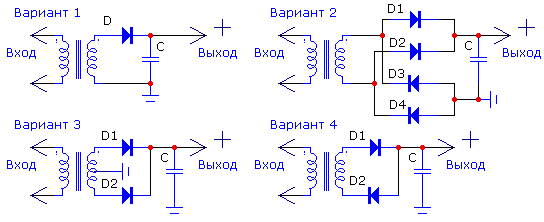 Вариант 1
D
+
Вход
C
Выход
Вариант 2
D1
+
D2
Вход
C
Выход
D3
D4
Вариант 3
D1
+
Вход
C
Выход
D2
Вариант 4
D1
+
Вход
C
Выход
D2